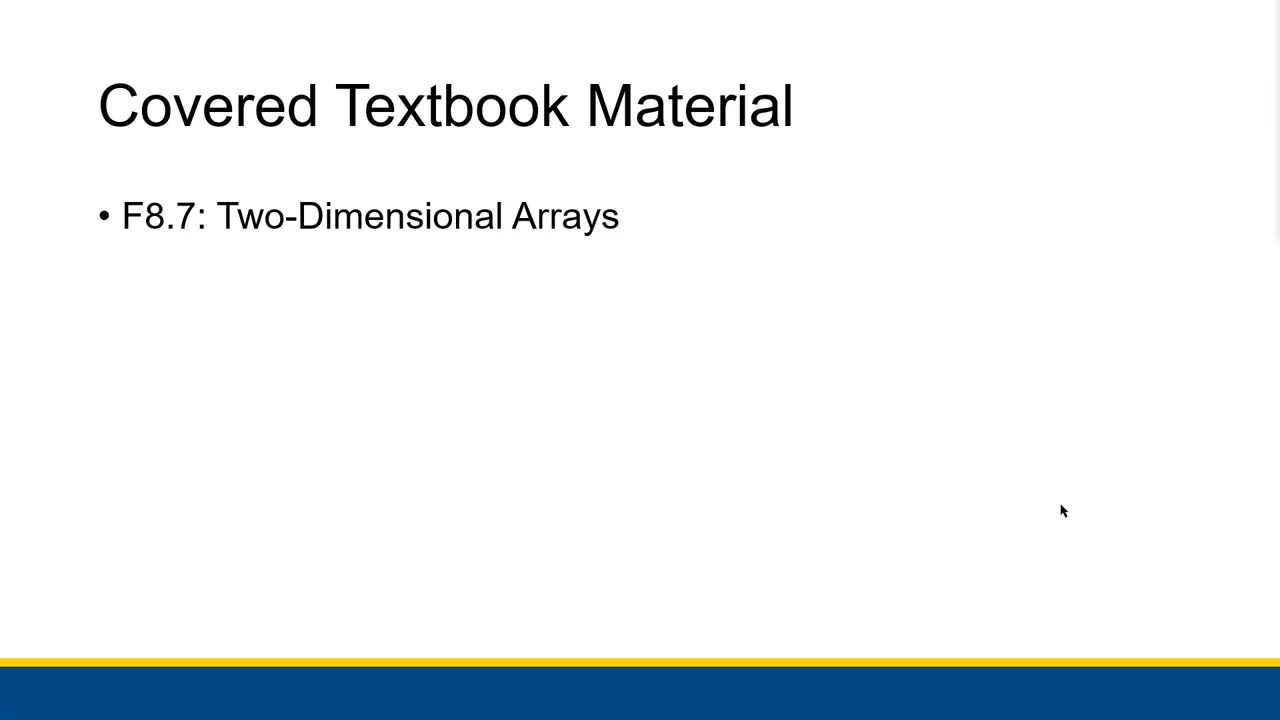 Covered Textbook Material
• F8.7: Two-Dimensional Arrays